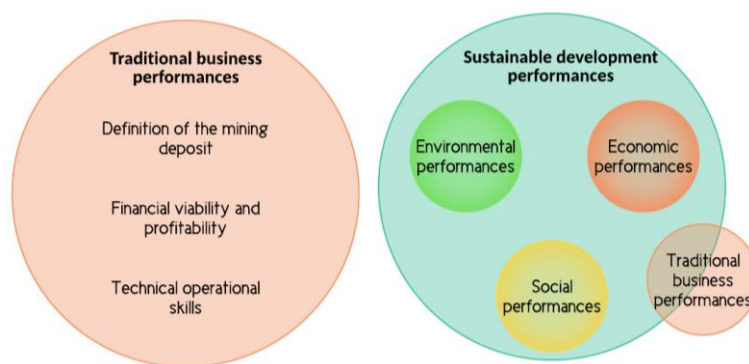 Traditional business
performances
Definition of the mining
deposit
Financial viability and
profitability
Technical operational
skills
Sustainable development
performances
Environmental
performances
Economic
performances
Social
performances
Traditional
business
performances